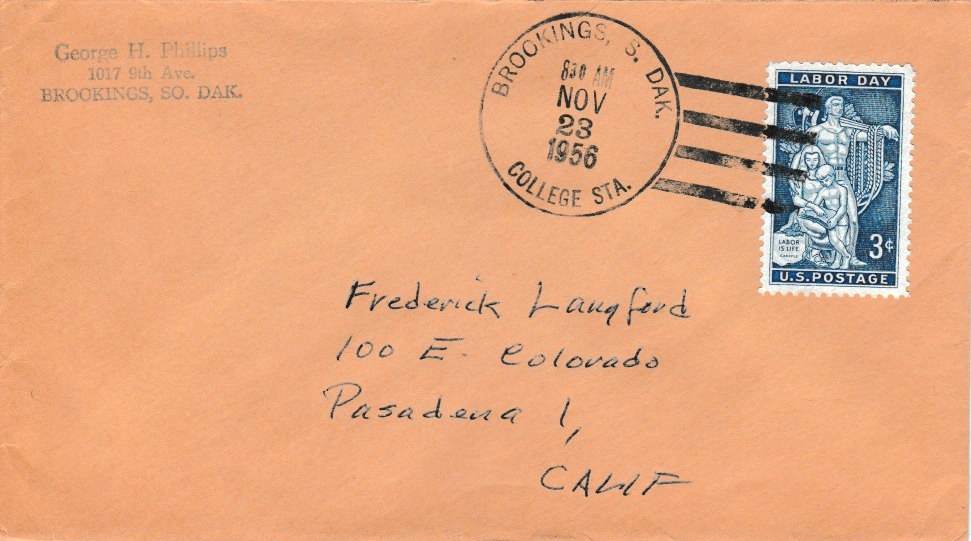 George H. Phillips
1017 9th Ave.
BROOKINGS, SO. DAK.
BROOKINGS, S. DAK.
830 AM
NOV
23
1956
COLLEGE STA.
LABOR DAY
LABOR
IS LIFE
CARLYLE
3¢
U.S. POSTAGE
Frederick Langford
100 E. Colorado
Pasadena 1,
CALIF